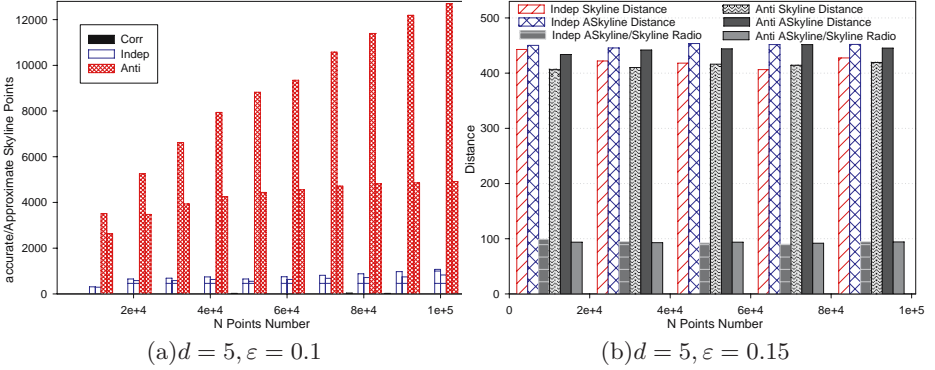 Corr
Indep
Anti
12000
10000
8000
6000
4000
2000
0
accurate/Approximate Skyline Points
2e+4
4e+4
6e+4
8e+4
1e+5
N Points Number
(a)d = 5, ε = 0.1
Indep Skyline Distance
Indep ASkyline Distance
Indep ASkyline/Skyline Radio
Anti Skyline Distance
Anti ASkyline Distance
Anti ASkyline/Skyline Radio
500
400
300
200
100
0
Distance
0
2e+4
4e+4
6e+4
8e+4
1e+5
N Points Number
(b)d = 5, ε = 0.15